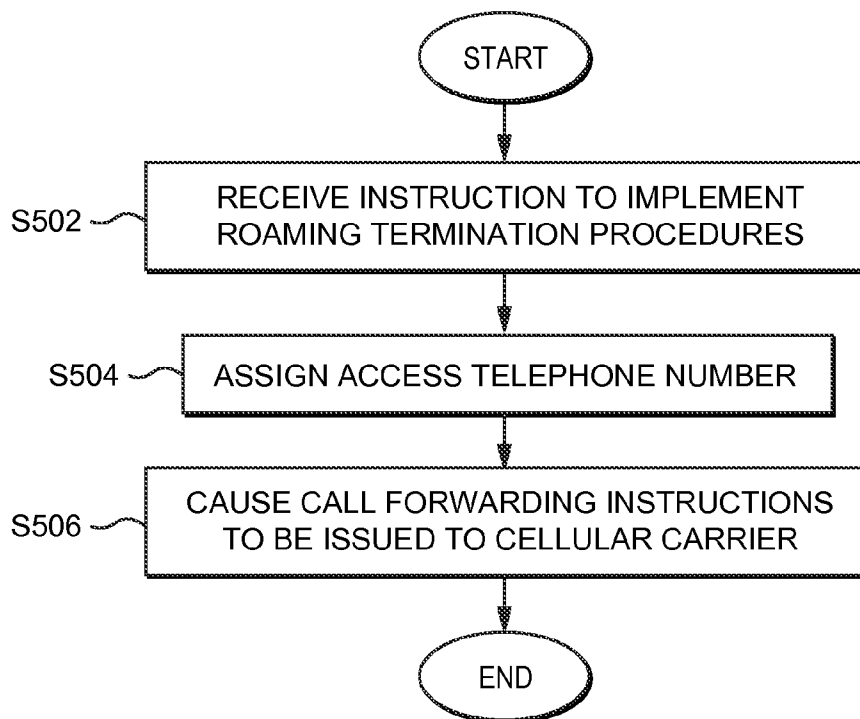 START
S502
RECEIVE INSTRUCTION TO IMPLEMENT
ROAMING TERMINATION PROCEDURES
S504
ASSIGN ACCESS TELEPHONE NUMBER
S506
CAUSE CALL FORWARDING INSTRUCTIONS
TO BE ISSUED TO CELLULAR CARRIER
END